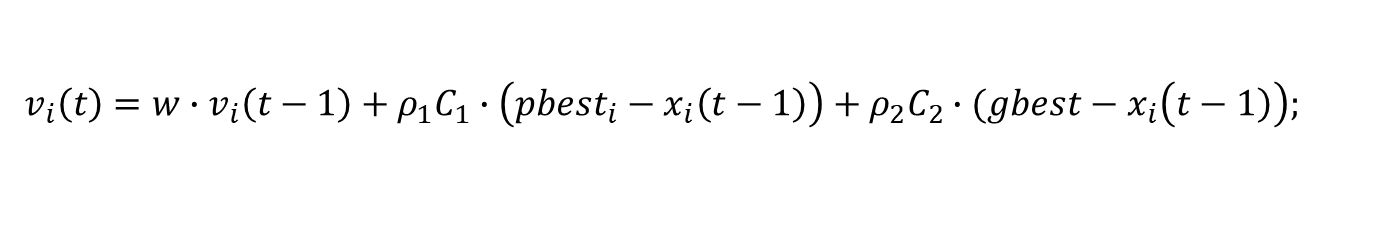 𝑣ᵢ(𝑡) = 𝑤 · 𝑣ᵢ(𝑡 − 1) + 𝜌₁𝐶₁ · (𝑝𝑏𝑒𝑠𝑡ᵢ − 𝑥ᵢ(𝑡 − 1)) + 𝜌₂𝐶₂ · (𝑔𝑏𝑒𝑠𝑡 − 𝑥ᵢ(𝑡 − 1));